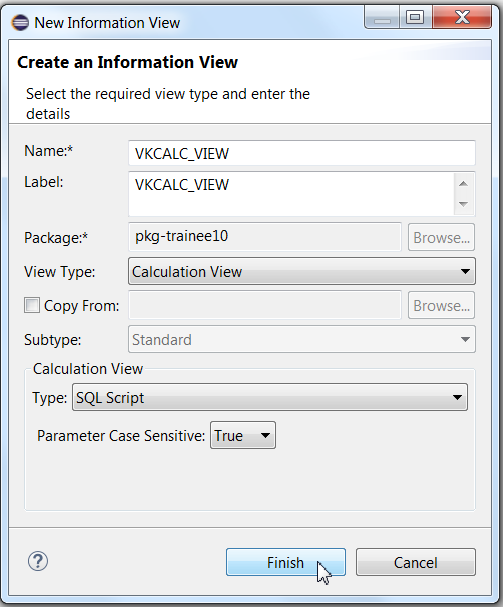 New Information View
Create an Information View
Select the required view type and enter the
details
Name:* VKCALC_VIEW
Label: VKCALC_VIEW
Package:* pkg-trainee10 Browse...
View Type: Calculation View
Copy From: Browse...
Subtype: Standard
Calculation View
Type: SQL Script
Parameter Case Sensitive: True
? Finish Cancel